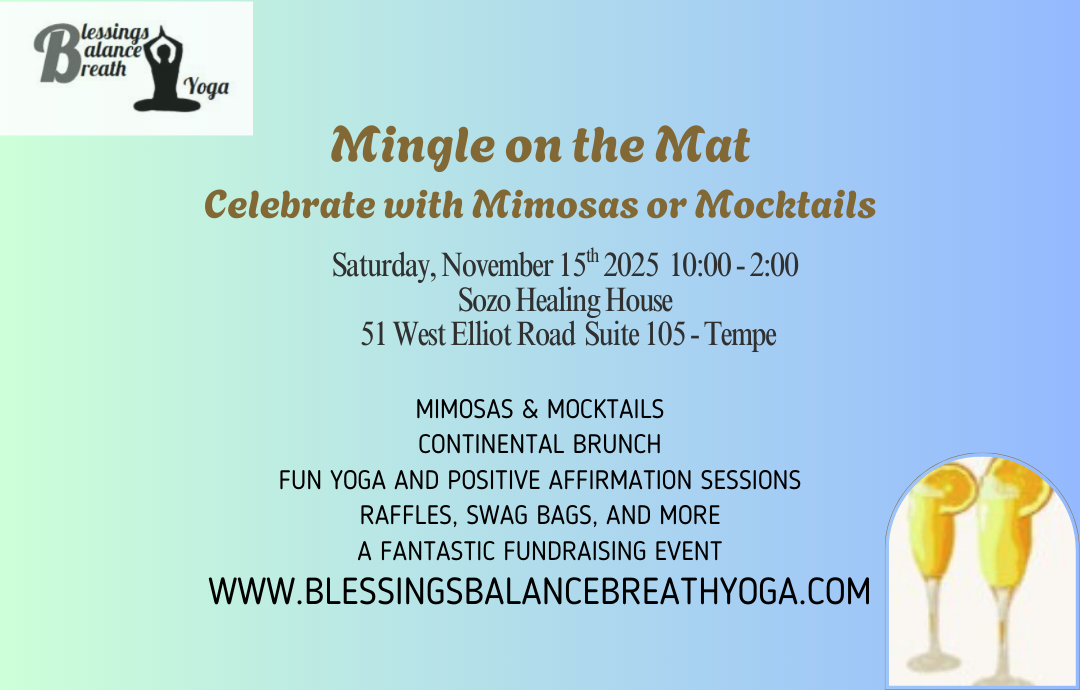 Blessings
Balance
Breath
Yoga
Mingle on the Mat
Celebrate with Mimosas or Mocktails
Saturday, November 15th 2025 10:00 - 2:00
Sozo Healing House
51 West Elliot Road Suite 105 - Tempe
MIMOSAS & MOCKTAILS
CONTINENTAL BRUNCH
FUN YOGA AND POSITIVE AFFIRMATION SESSIONS
RAFFLES, SWAG BAGS, AND MORE
A FANTASTIC FUNDRAISING EVENT
WWW.BLESSINGSBALANCEBREATHYOGA.COM